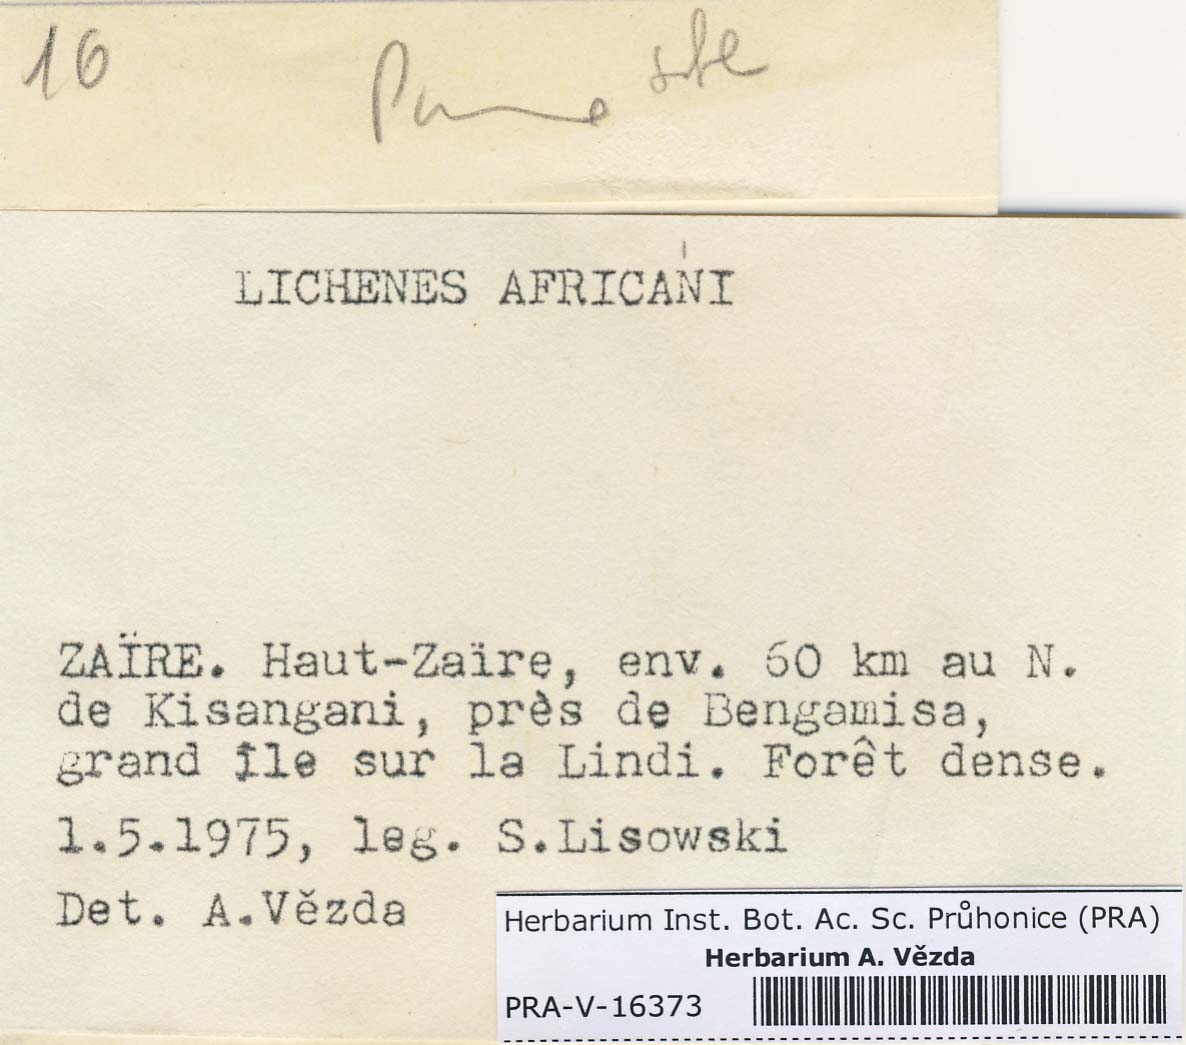 16
LICHENES AFRICANI
ZAÏRE. Haut-Zaïre, env. 60 km au N.
de Kisangani, près de Bengamisa,
grand île sur la Lindi. Forêt dense.
1.5.1975, leg. S.Lisowski
Det. A.Vězda
Herbarium Inst. Bot. Ac. Sc. Průhonice (PRA)
Herbarium A. Vězda
PRA-V-16373